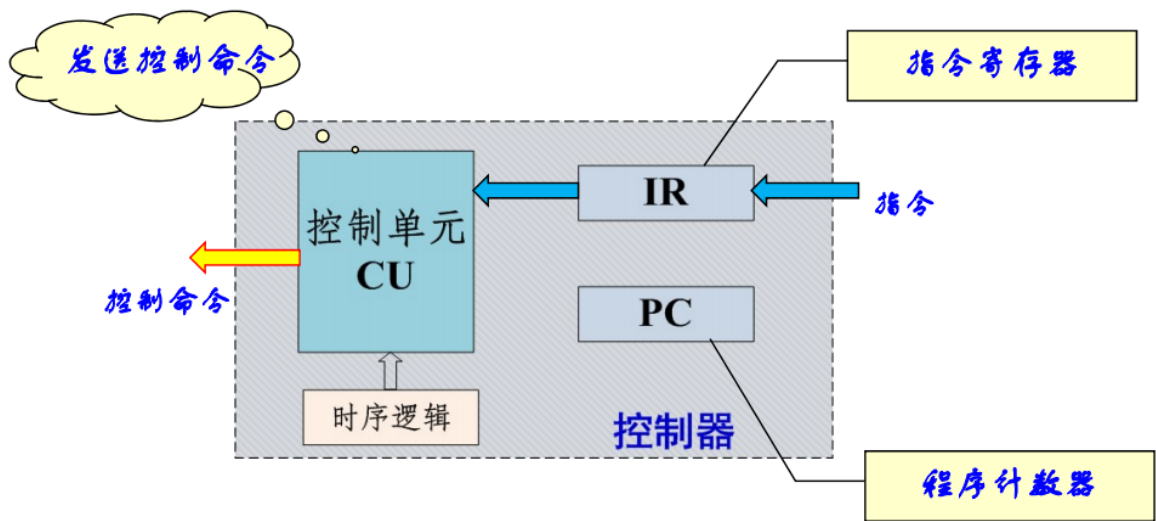 发送控制命令
指令寄存器
IR
指令
控制单元
CU
控制命令
PC
时序逻辑
控制器
程序计数器